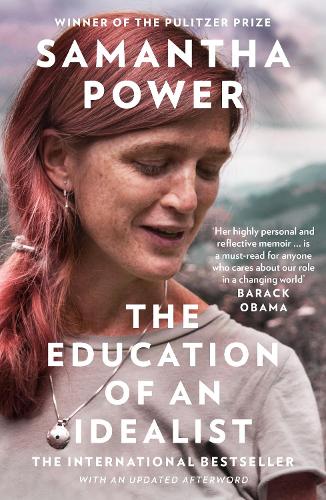 WINNER OF THE PULITZER PRIZE
SAMANTHA
POWER
'Her highly personal and
reflective memoir ... is
a must-read for anyone
who cares about our role
in a changing world'
BARACK
OBAMA
THE
EDUCATION
OF AN
IDEALIST
THE INTERNATIONAL BESTSELLER
WITH AN UPDATED AFTERWORD